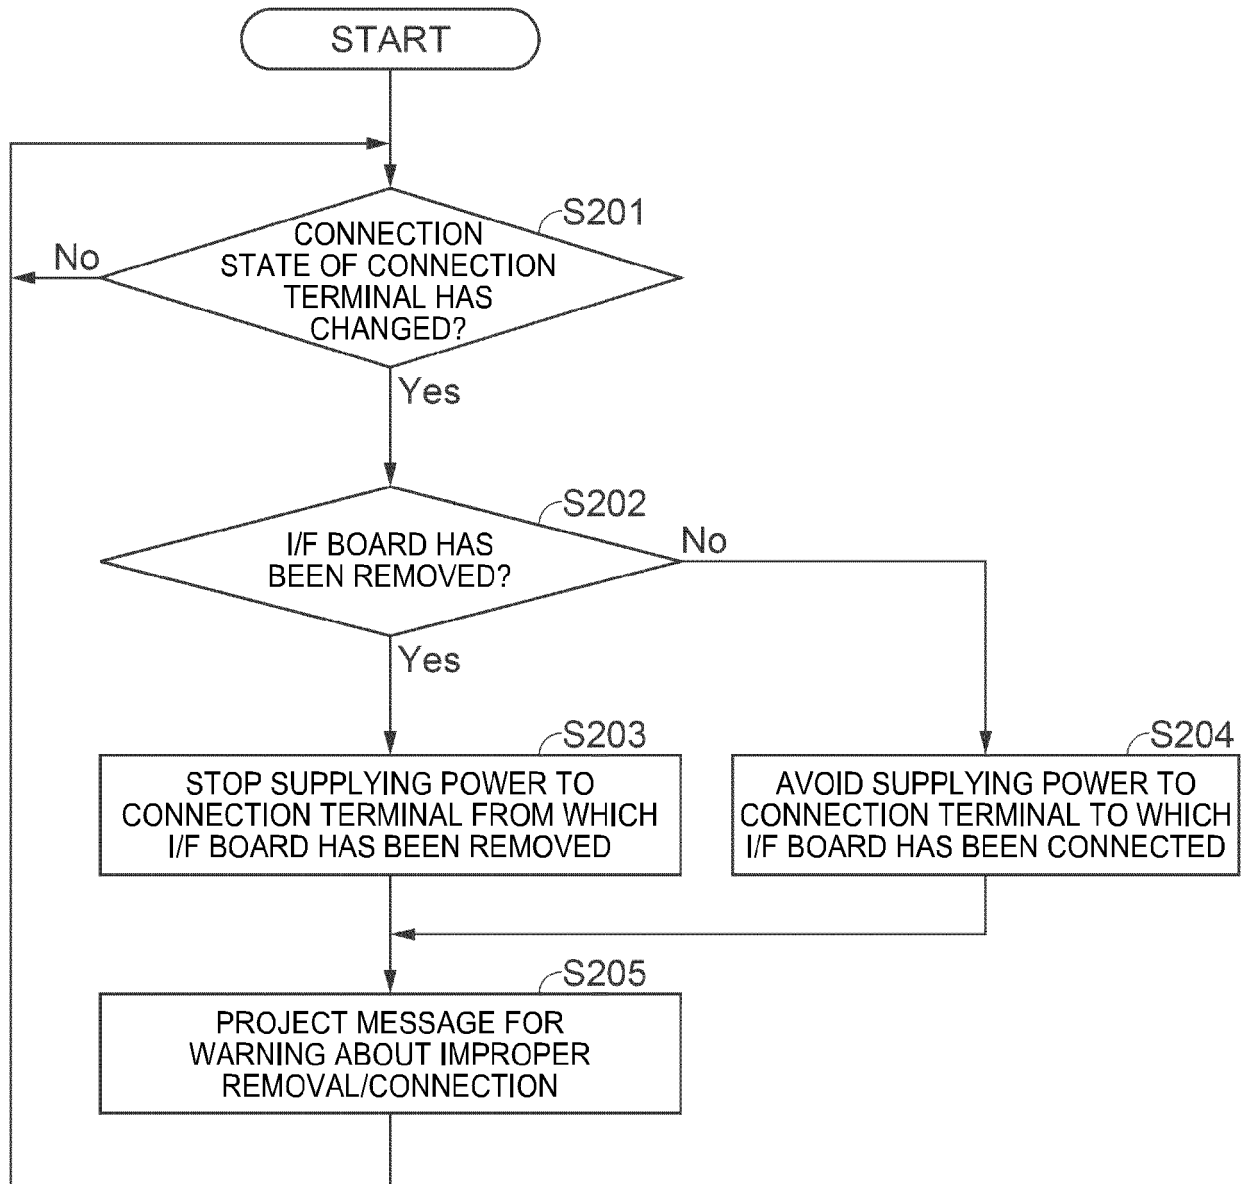 START
S201
CONNECTION
STATE OF CONNECTION
TERMINAL HAS
CHANGED?
No
Yes
S202
I/F BOARD HAS
BEEN REMOVED?
No
Yes
S203
STOP SUPPLYING POWER TO
CONNECTION TERMINAL FROM WHICH
I/F BOARD HAS BEEN REMOVED
S204
AVOID SUPPLYING POWER TO
CONNECTION TERMINAL TO WHICH
I/F BOARD HAS BEEN CONNECTED
S205
PROJECT MESSAGE FOR
WARNING ABOUT IMPROPER
REMOVAL/CONNECTION